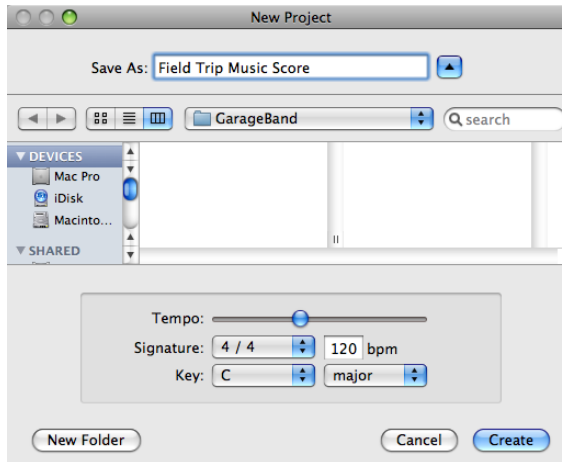 New Project
Save As: Field Trip Music Score
GarageBand search
DEVICES
Mac Pro
iDisk
Macinto...
SHARED
Tempo:
Signature: 4 / 4 120 bpm
Key: C major
New Folder Cancel Create